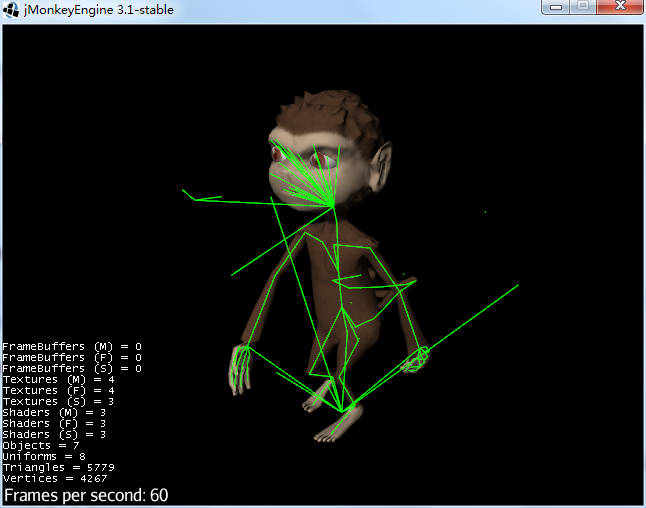 jMonkeyEngine 3.1-stable
FrameBuffers (M) = 0
FrameBuffers (F) = 0
FrameBuffers (S) = 0
Textures (M) = 4
Textures (F) = 4
Textures (S) = 3
Shaders (M) = 3
Shaders (F) = 3
Shaders (S) = 3
Objects = 7
Uniforms = 8
Triangles = 5779
Vertices = 4267
Frames per second: 60